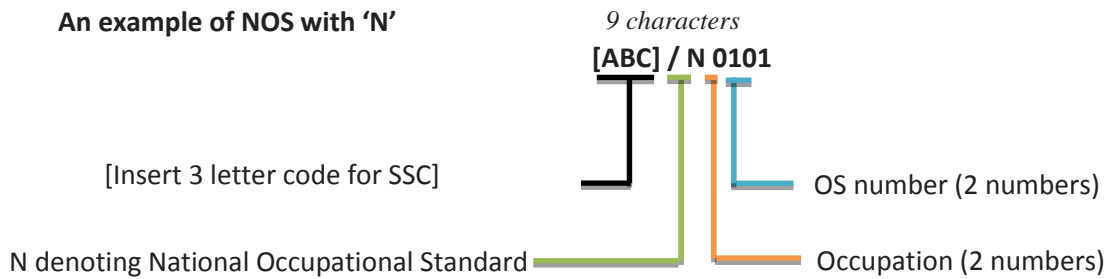 An example of NOS with ‘N’
9 characters
[ABC] / N 0101
[Insert 3 letter code for SSC]
OS number (2 numbers)
N denoting National Occupational Standard
Occupation (2 numbers)